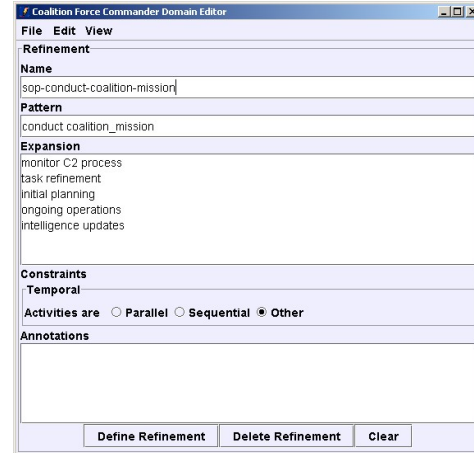 Coalition Force Commander Domain Editor
File Edit View
Refinement
Name
sop-conduct-coalition-mission
Pattern
conduct coalition_mission
Expansion
monitor C2 process
task refinement
initial planning
ongoing operations
intelligence updates
Constraints
Temporal
Activities are Parallel Sequential Other
Annotations
Define Refinement Delete Refinement Clear